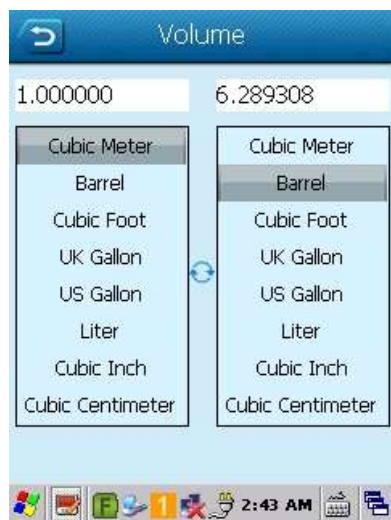 Volume
1.000000 6.289308
Cubic Meter Cubic Meter
Barrel Barrel
Cubic Foot Cubic Foot
UK Gallon UK Gallon
US Gallon US Gallon
Liter Liter
Cubic Inch Cubic Inch
Cubic Centimeter Cubic Centimeter
F 1 2:43 AM